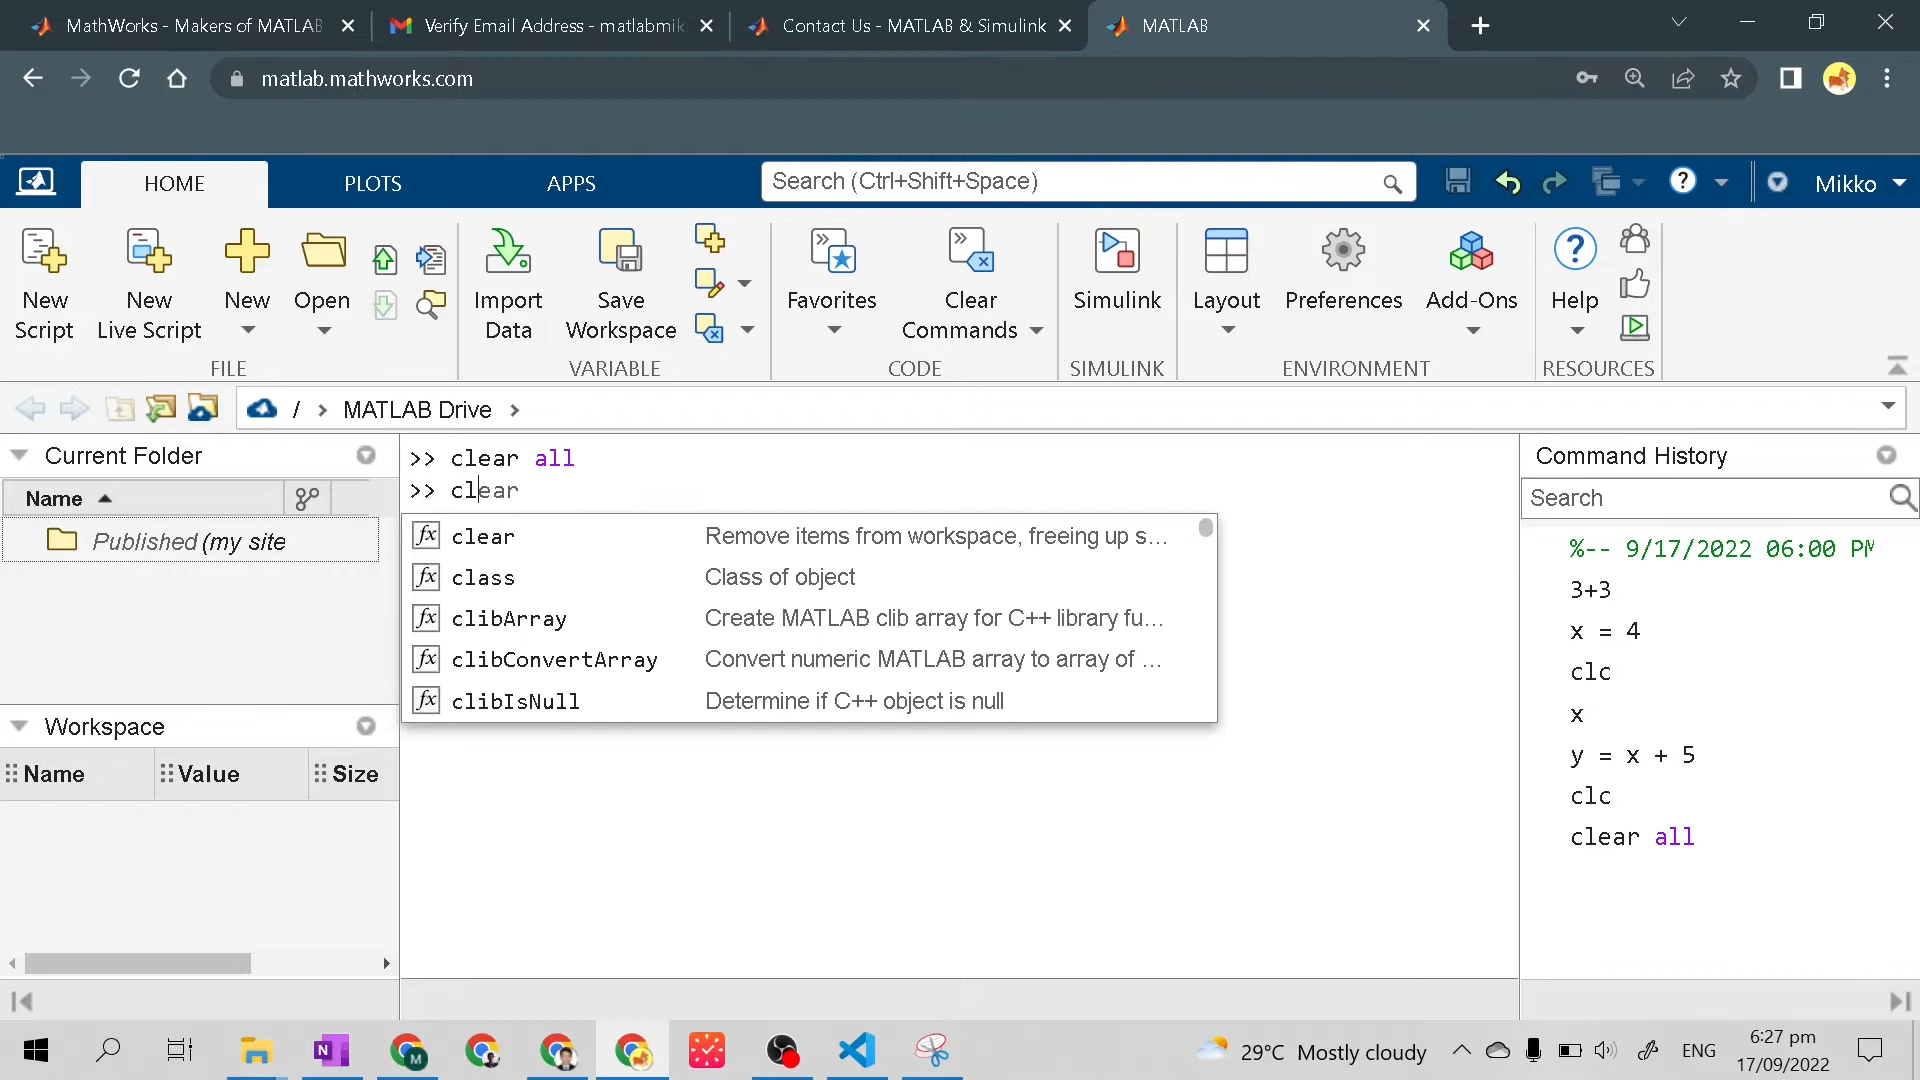 MathWorks - Makers of MATLAB
Verify Email Address - matlabmik
Contact Us - MATLAB & Simulink
MATLAB
matlab.mathworks.com
HOME
PLOTS
APPS
Search (Ctrl+Shift+Space)
Mikko
New Script
New Live Script
New
Open
Import Data
Save Workspace
Favorites
Clear Commands
Simulink
Layout
Preferences
Add-Ons
Help
FILE
VARIABLE
CODE
SIMULINK
ENVIRONMENT
RESOURCES
/ > MATLAB Drive >
Current Folder
Name
Published (my site
Workspace
Name Value Size
>> clear all
>> clear
fx clear Remove items from workspace, freeing up s...
fx class Class of object
fx clibArray Create MATLAB clib array for C++ library fu...
fx clibConvertArray Convert numeric MATLAB array to array of ...
fx clibIsNull Determine if C++ object is null
Command History
Search
%-- 9/17/2022 06:00 PM
3+3
x = 4
clc
x
y = x + 5
clc
clear all
29°C Mostly cloudy
ENG
6:27 pm
17/09/2022